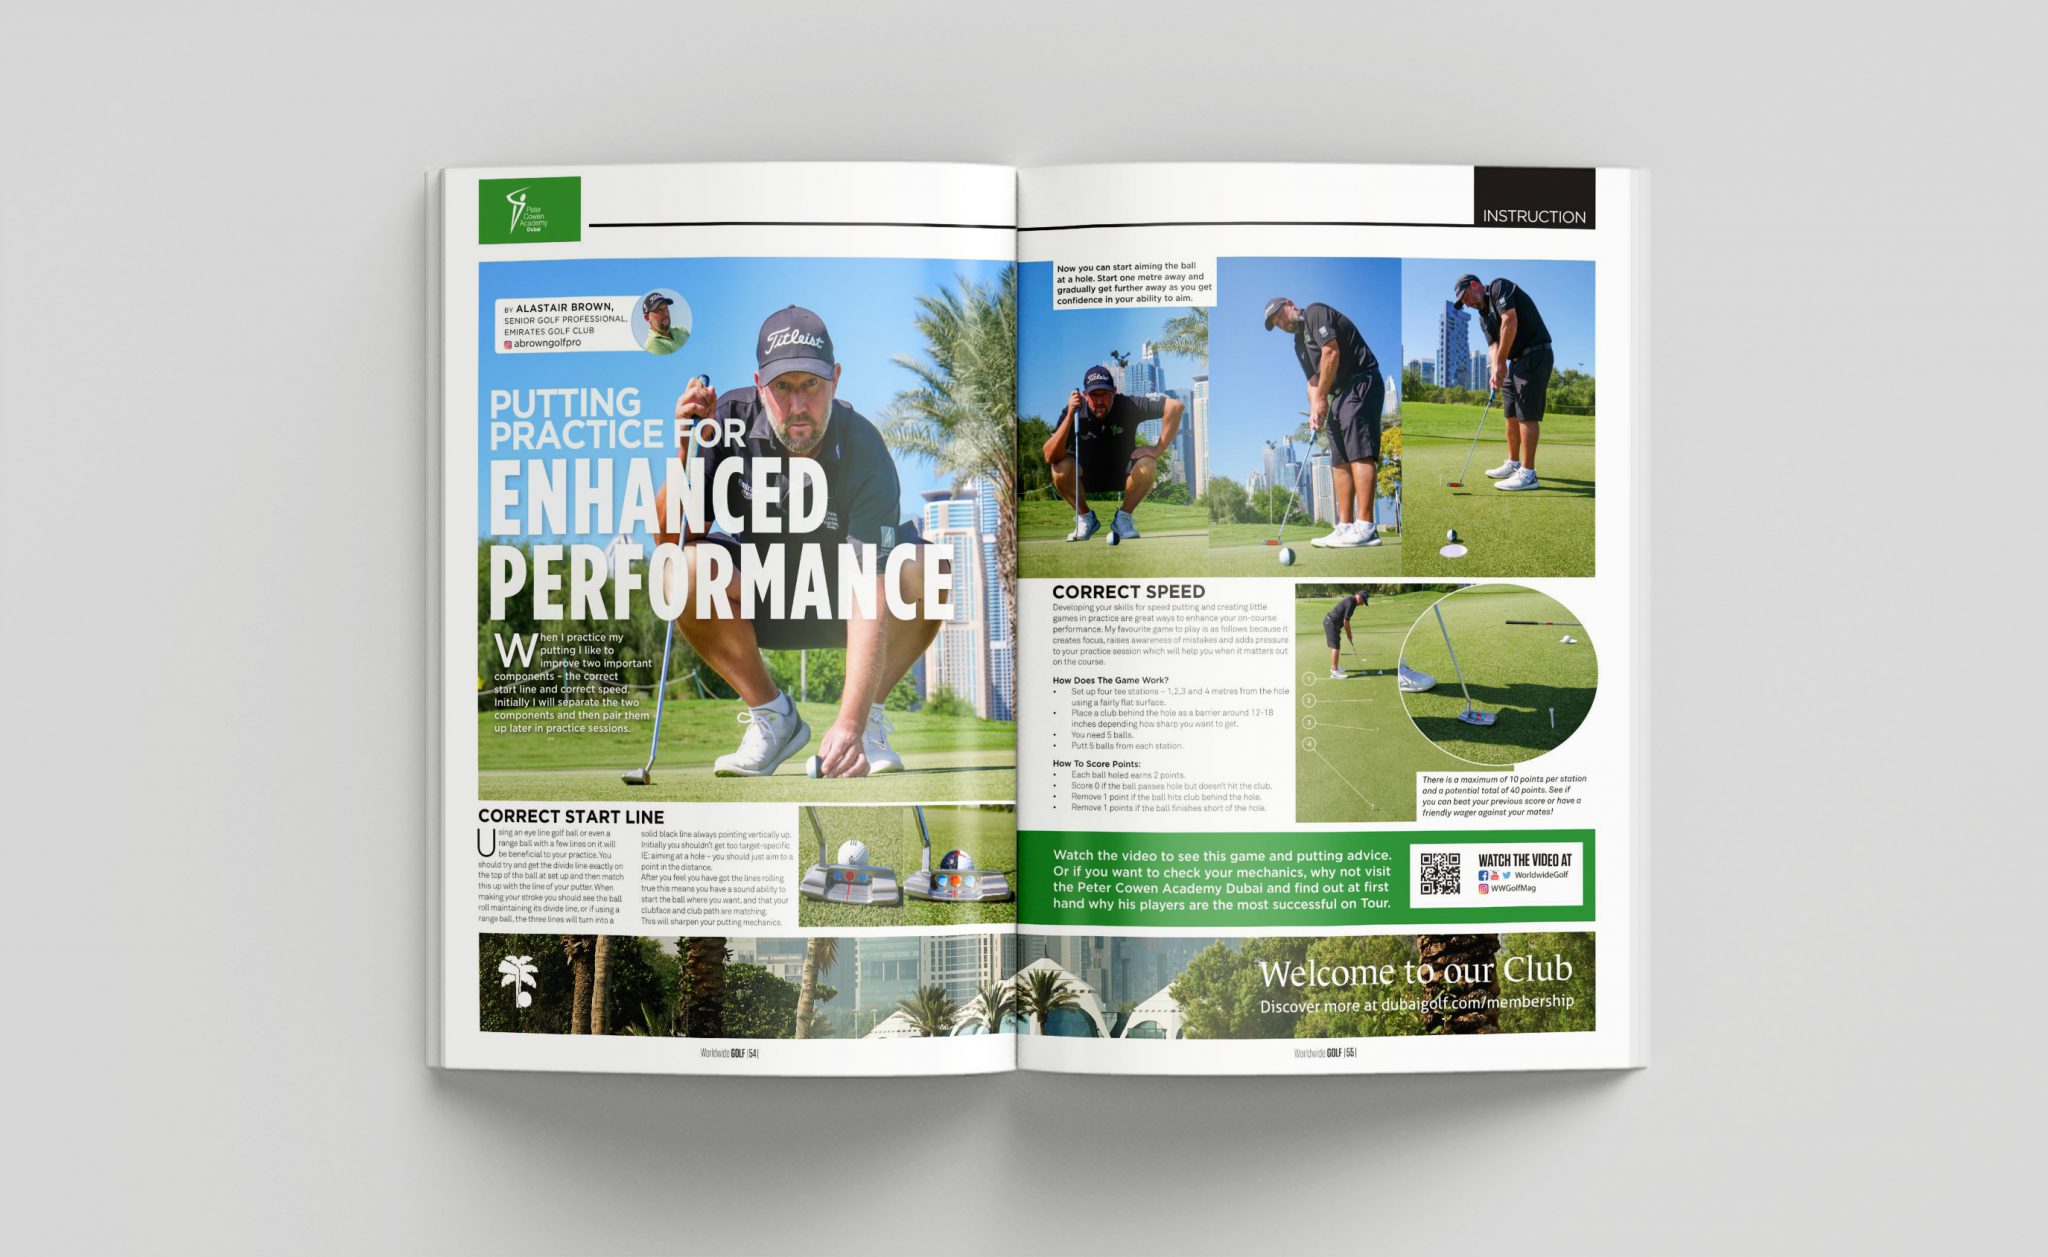 Peter
Cowen
Academy
Dubai
BY ALASTAIR BROWN,
SENIOR GOLF PROFESSIONAL,
EMIRATES GOLF CLUB
abrowngolfpro
Titleist
PUTTING
PRACTICE FOR
ENHANCED
PERFORMANCE
When I practice my
putting I like to
improve two important
components – the correct
start line and correct speed.
Initially I will separate the two
components and then pair them
up later in practice sessions.
CORRECT START LINE
Using an eye line golf ball or even a
range ball with a few lines on it will
be beneficial to your practice. You
should try and get the divide line exactly on
the top of the ball at set up and then match
this up with the line of your putter. When
making your stroke you should see the ball
roll maintaining its divide line, or if using a
range ball, the three lines will turn into a
solid black line always pointing vertically up.
Initially you shouldn't get too target-specific
IE: aiming at a hole – you should just aim to a
point in the distance.
After you feel you have got the lines rolling
true this means you have a sound ability to
start the ball where you want, and that your
clubface and club path are matching.
This will sharpen your putting mechanics.
Worldwide GOLF |54|
INSTRUCTION
Now you can start aiming the ball
at a hole. Start one metre away and
gradually get further away as you get
confidence in your ability to aim.
Titleist
CORRECT SPEED
Developing your skills for speed putting and creating little
games in practice are great ways to enhance your on-course
performance. My favourite game to play is as follows because it
creates focus, raises awareness of mistakes and adds pressure
to your practice session which will help you when it matters out
on the course.
How Does The Game Work?
• Set up four tee stations – 1,2,3 and 4 metres from the hole
using a fairly flat surface.
• Place a club behind the hole as a barrier around 12-18
inches depending how sharp you want to get.
• You need 5 balls.
• Putt 5 balls from each station.
How To Score Points:
• Each ball holed earns 2 points.
• Score 0 if the ball passes hole but doesn't hit the club.
• Remove 1 point if the ball hits club behind the hole.
• Remove 1 points if the ball finishes short of the hole.
1
2
3
4
There is a maximum of 10 points per station
and a potential total of 40 points. See if
you can beat your previous score or have a
friendly wager against your mates!
Watch the video to see this game and putting advice.
Or if you want to check your mechanics, why not visit
the Peter Cowen Academy Dubai and find out at first
hand why his players are the most successful on Tour.
WATCH THE VIDEO AT
WorldwideGolf
WWGolfMag
Welcome to our Club
Discover more at dubaigolf.com/membership
Worldwide GOLF |55|